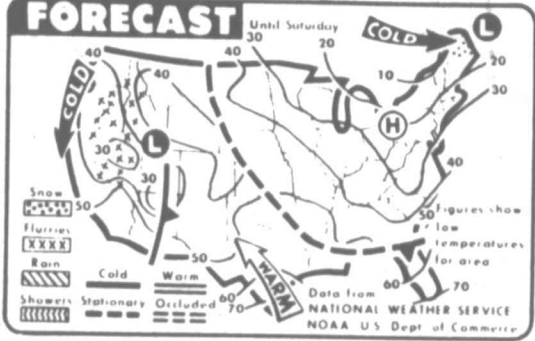 FORECAST
Until Saturday
COLD
L
40
40
40
30
20
10
20
30
H
COLD
L
30
30
50
40
50
50
60
70
60
70
WARM
Snow
Flurries
Rain
Showers
Cold
Warm
Stationary
Occluded
Figures show
low
temperatures
for area
Data from
NATIONAL WEATHER SERVICE
NOAA US Dept of Commerce